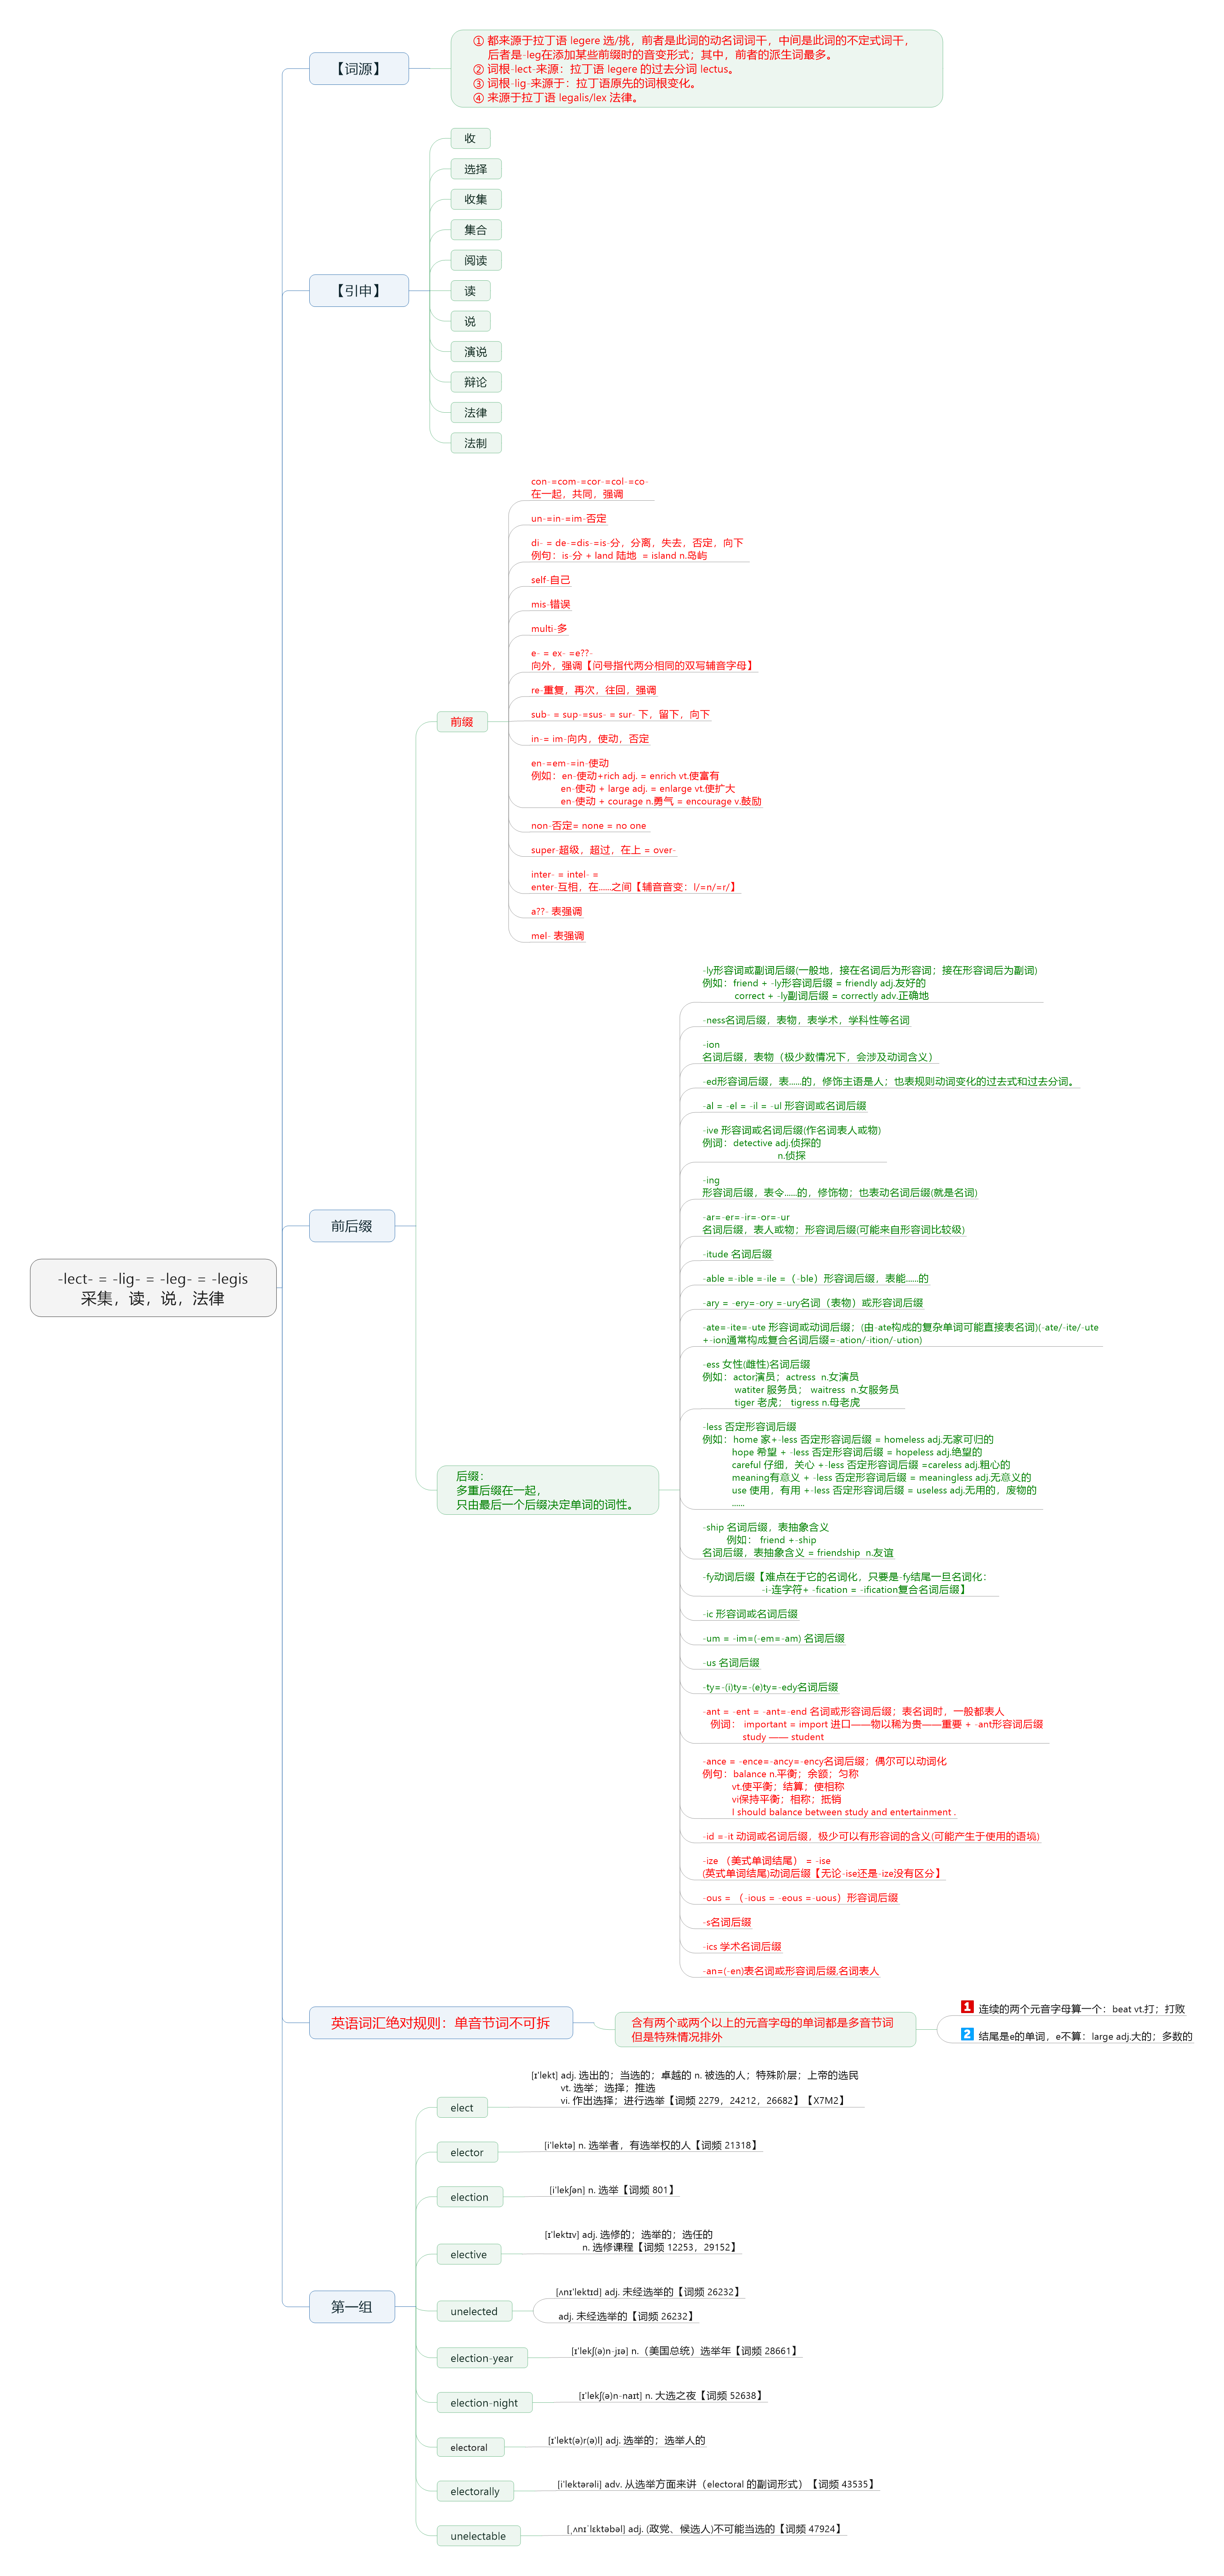 -lect- = -lig- = -leg- = -legis
采集，读，说，法律
【词源】
① 都来源于拉丁语 legere 选/挑，前者是此词的动名词词干，中间是此词的不定式词干，
后者是-leg在添加某些前缀时的音变形式；其中，前者的派生词最多。
② 词根-lect-来源：拉丁语 legere 的过去分词 lectus。
③ 词根-lig-来源于：拉丁语原先的词根变化。
④ 来源于拉丁语 legalis/lex 法律。
【引申】
收
选择
收集
集合
阅读
读
说
演说
辩论
法律
法制
前后缀
前缀
con-=com-=cor-=col-=co-
在一起，共同，强调
un-=in-=im-否定
di- = de-=dis-=is-分，分离，失去，否定，向下
例句：is-分 + land 陆地  = island n.岛屿
self-自己
mis-错误
multi-多
e- = ex- =e??-
向外，强调【问号指代两分相同的双写辅音字母】
re-重复，再次，往回，强调
sub- = sup-=sus- = sur- 下，留下，向下
in-= im-向内，使动，否定
en-=em-=in-使动
例如：en-使动+rich adj. = enrich vt.使富有
en-使动 + large adj. = enlarge vt.使扩大
en-使动 + courage n.勇气 = encourage v.鼓励
non-否定= none = no one
super-超级，超过，在上 = over-
inter- = intel- =
enter-互相，在......之间【辅音音变：l/=n/=r/】
a??- 表强调
mel- 表强调
后缀：
多重后缀在一起，
只由最后一个后缀决定单词的词性。
-ly形容词或副词后缀(一般地，接在名词后为形容词；接在形容词后为副词)
例如：friend + -ly形容词后缀 = friendly adj.友好的
correct + -ly副词后缀 = correctly adv.正确地
-ness名词后缀，表物，表学术，学科性等名词
-ion
名词后缀，表物（极少数情况下，会涉及动词含义）
-ed形容词后缀，表......的，修饰主语是人；也表规则动词变化的过去式和过去分词。
-al = -el = -il = -ul 形容词或名词后缀
-ive 形容词或名词后缀(作名词表人或物)
例词：detective adj.侦探的
n.侦探
-ing
形容词后缀，表令......的，修饰物；也表动名词后缀(就是名词)
-ar=-er=-ir=-or=-ur
名词后缀，表人或物；形容词后缀(可能来自形容词比较级)
-itude 名词后缀
-able =-ible =-ile =（-ble）形容词后缀，表能......的
-ary = -ery=-ory =-ury名词（表物）或形容词后缀
-ate=-ite=-ute 形容词或动词后缀；(由-ate构成的复杂单词可能直接表名词)(-ate/-ite/-ute
+-ion通常构成复合名词后缀=-ation/-ition/-ution)
-ess 女性(雌性)名词后缀
例如：actor演员；actress  n.女演员
watiter 服务员； waitress  n.女服务员
tiger 老虎； tigress n.母老虎
-less 否定形容词后缀
例如：home 家+-less 否定形容词后缀 = homeless adj.无家可归的
hope 希望 + -less 否定形容词后缀 = hopeless adj.绝望的
careful 仔细，关心 +-less 否定形容词后缀 =careless adj.粗心的
meaning有意义 + -less 否定形容词后缀 = meaningless adj.无意义的
use 使用，有用 +-less 否定形容词后缀 = useless adj.无用的，废物的
......
-ship 名词后缀，表抽象含义
例如： friend +-ship
名词后缀，表抽象含义 = friendship  n.友谊
-fy动词后缀【难点在于它的名词化，只要是-fy结尾一旦名词化：
-i-连字符+ -fication = -ification复合名词后缀】
-ic 形容词或名词后缀
-um = -im=(-em=-am) 名词后缀
-us 名词后缀
-ty=-(i)ty=-(e)ty=-edy名词后缀
-ant = -ent = -ant=-end 名词或形容词后缀；表名词时，一般都表人
例词： important = import 进口——物以稀为贵——重要 + -ant形容词后缀
study —— student
-ance = -ence=-ancy=-ency名词后缀；偶尔可以动词化
例句：balance n.平衡；余额；匀称
vt.使平衡；结算；使相称
vi保持平衡；相称；抵销
I should balance between study and entertainment .
-id =-it 动词或名词后缀，极少可以有形容词的含义(可能产生于使用的语境)
-ize （美式单词结尾） = -ise
(英式单词结尾)动词后缀【无论-ise还是-ize没有区分】
-ous = （-ious = -eous =-uous）形容词后缀
-s名词后缀
-ics 学术名词后缀
-an=(-en)表名词或形容词后缀,名词表人
英语词汇绝对规则：单音节词不可拆
含有两个或两个以上的元音字母的单词都是多音节词
但是特殊情况排外
1 连续的两个元音字母算一个：beat vt.打；打败
2 结尾是e的单词，e不算：large adj.大的；多数的
第一组
elect
[ɪ'lekt] adj. 选出的；当选的；卓越的 n. 被选的人；特殊阶层；上帝的选民
vt. 选举；选择；推选
vi. 作出选择；进行选举【词频 2279，24212，26682】【X7M2】
elector
[i'lektə] n. 选举者，有选举权的人【词频 21318】
election
[i'lekʃən] n. 选举【词频 801】
elective
[ɪ'lektɪv] adj. 选修的；选举的；选任的
n. 选修课程【词频 12253，29152】
unelected
[ʌnɪ'lektɪd] adj. 未经选举的【词频 26232】
adj. 未经选举的【词频 26232】
election-year
[ɪ'lekʃ(ə)n-jɪə] n.（美国总统）选举年【词频 28661】
election-night
[ɪ'lekʃ(ə)n-naɪt] n. 大选之夜【词频 52638】
electoral
[ɪ'lekt(ə)r(ə)l] adj. 选举的；选举人的
electorally
[i'lektərəli] adv. 从选举方面来讲（electoral 的副词形式）【词频 43535】
unelectable
[ˌʌnɪˈlɛktəbəl] adj. (政党、候选人)不可能当选的【词频 47924】